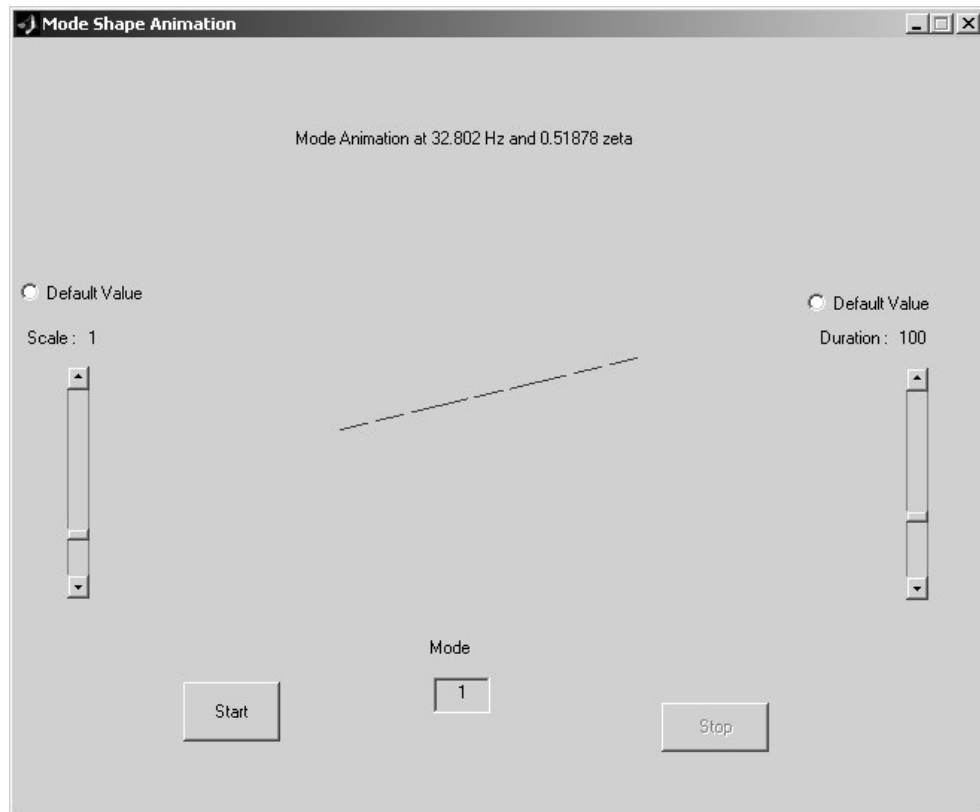 Mode Shape Animation
Mode Animation at 32.802 Hz and 0.51878 zeta
Default Value
Default Value
Scale : 1
Duration : 100
Mode
1
Start
Stop